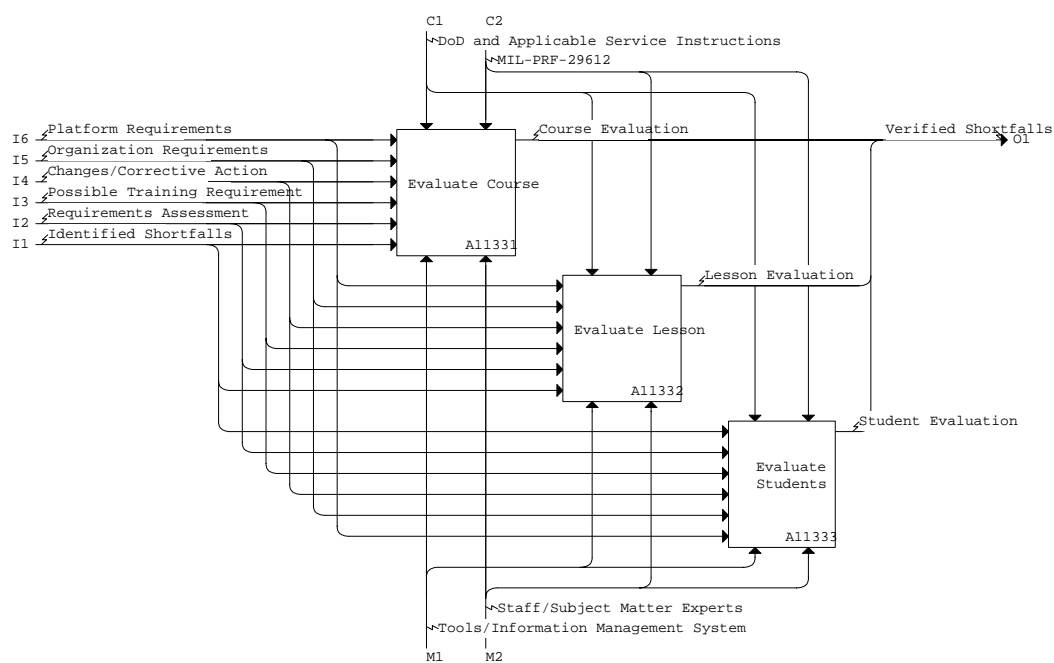 C1 C2
DoD and Applicable Service Instructions
MIL-PRF-29612
I6 Platform Requirements
Course Evaluation
Verified Shortfalls
O1
I5 Organization Requirements
I4 Changes/Corrective Action
Evaluate Course
I3 Possible Training Requirement
I2 Requirements Assessment
I1 Identified Shortfalls
A11331
Lesson Evaluation
Evaluate Lesson
A11332
Student Evaluation
Evaluate
Students
A11333
Staff/Subject Matter Experts
Tools/Information Management System
M1 M2